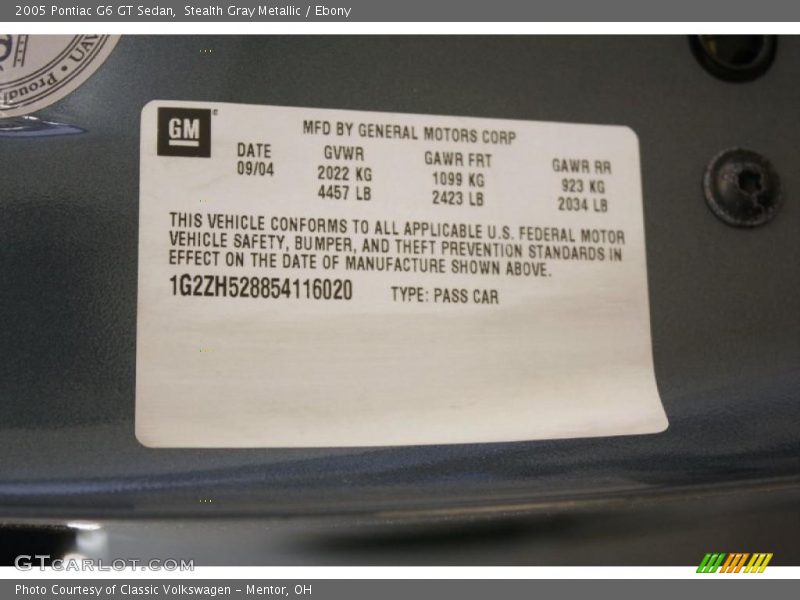 2005 Pontiac G6 GT Sedan, Stealth Gray Metallic / Ebony
Proud
UAW
GM
MFD BY GENERAL MOTORS CORP
DATE GVWR GAWR FRT GAWR RR
09/04 2022 KG 1099 KG 923 KG
4457 LB 2423 LB 2034 LB
THIS VEHICLE CONFORMS TO ALL APPLICABLE U.S. FEDERAL MOTOR
VEHICLE SAFETY, BUMPER, AND THEFT PREVENTION STANDARDS IN
EFFECT ON THE DATE OF MANUFACTURE SHOWN ABOVE.
1G2ZH528854116020 TYPE: PASS CAR
GTCARLOT.COM
Photo Courtesy of Classic Volkswagen - Mentor, OH